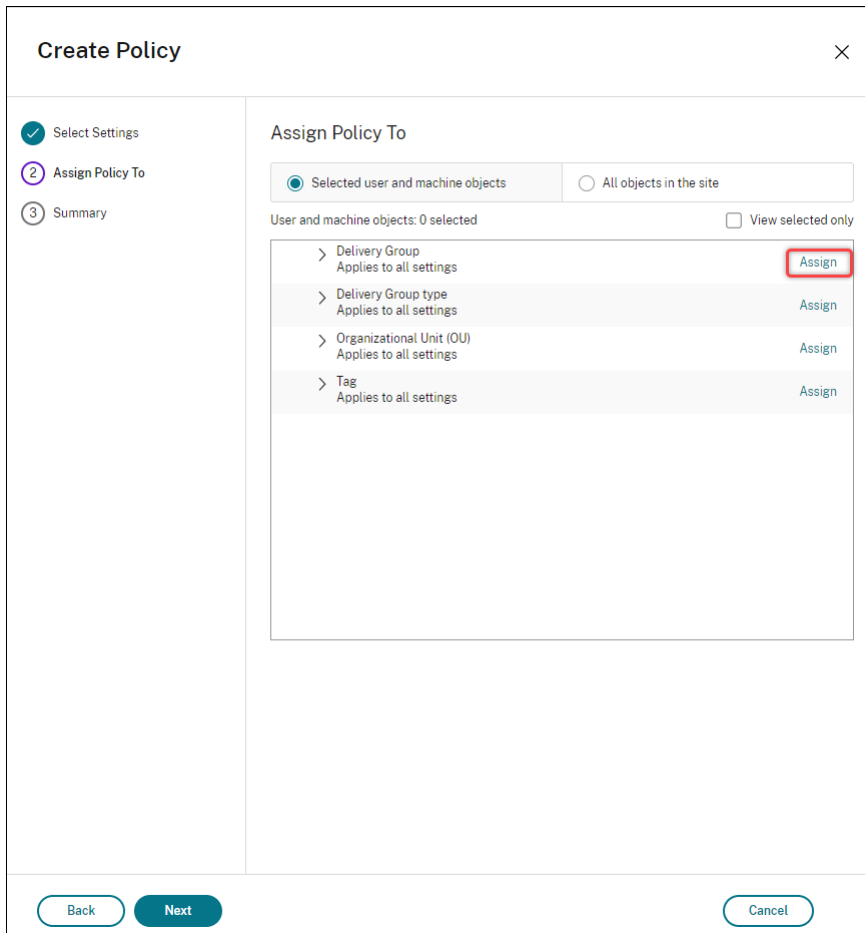 Create Policy
Select Settings
2 Assign Policy To
3 Summary
Assign Policy To
Selected user and machine objects
All objects in the site
User and machine objects: 0 selected
View selected only
Delivery Group
Applies to all settings
Assign
Delivery Group type
Applies to all settings
Assign
Organizational Unit (OU)
Applies to all settings
Assign
Tag
Applies to all settings
Assign
Back
Next
Cancel